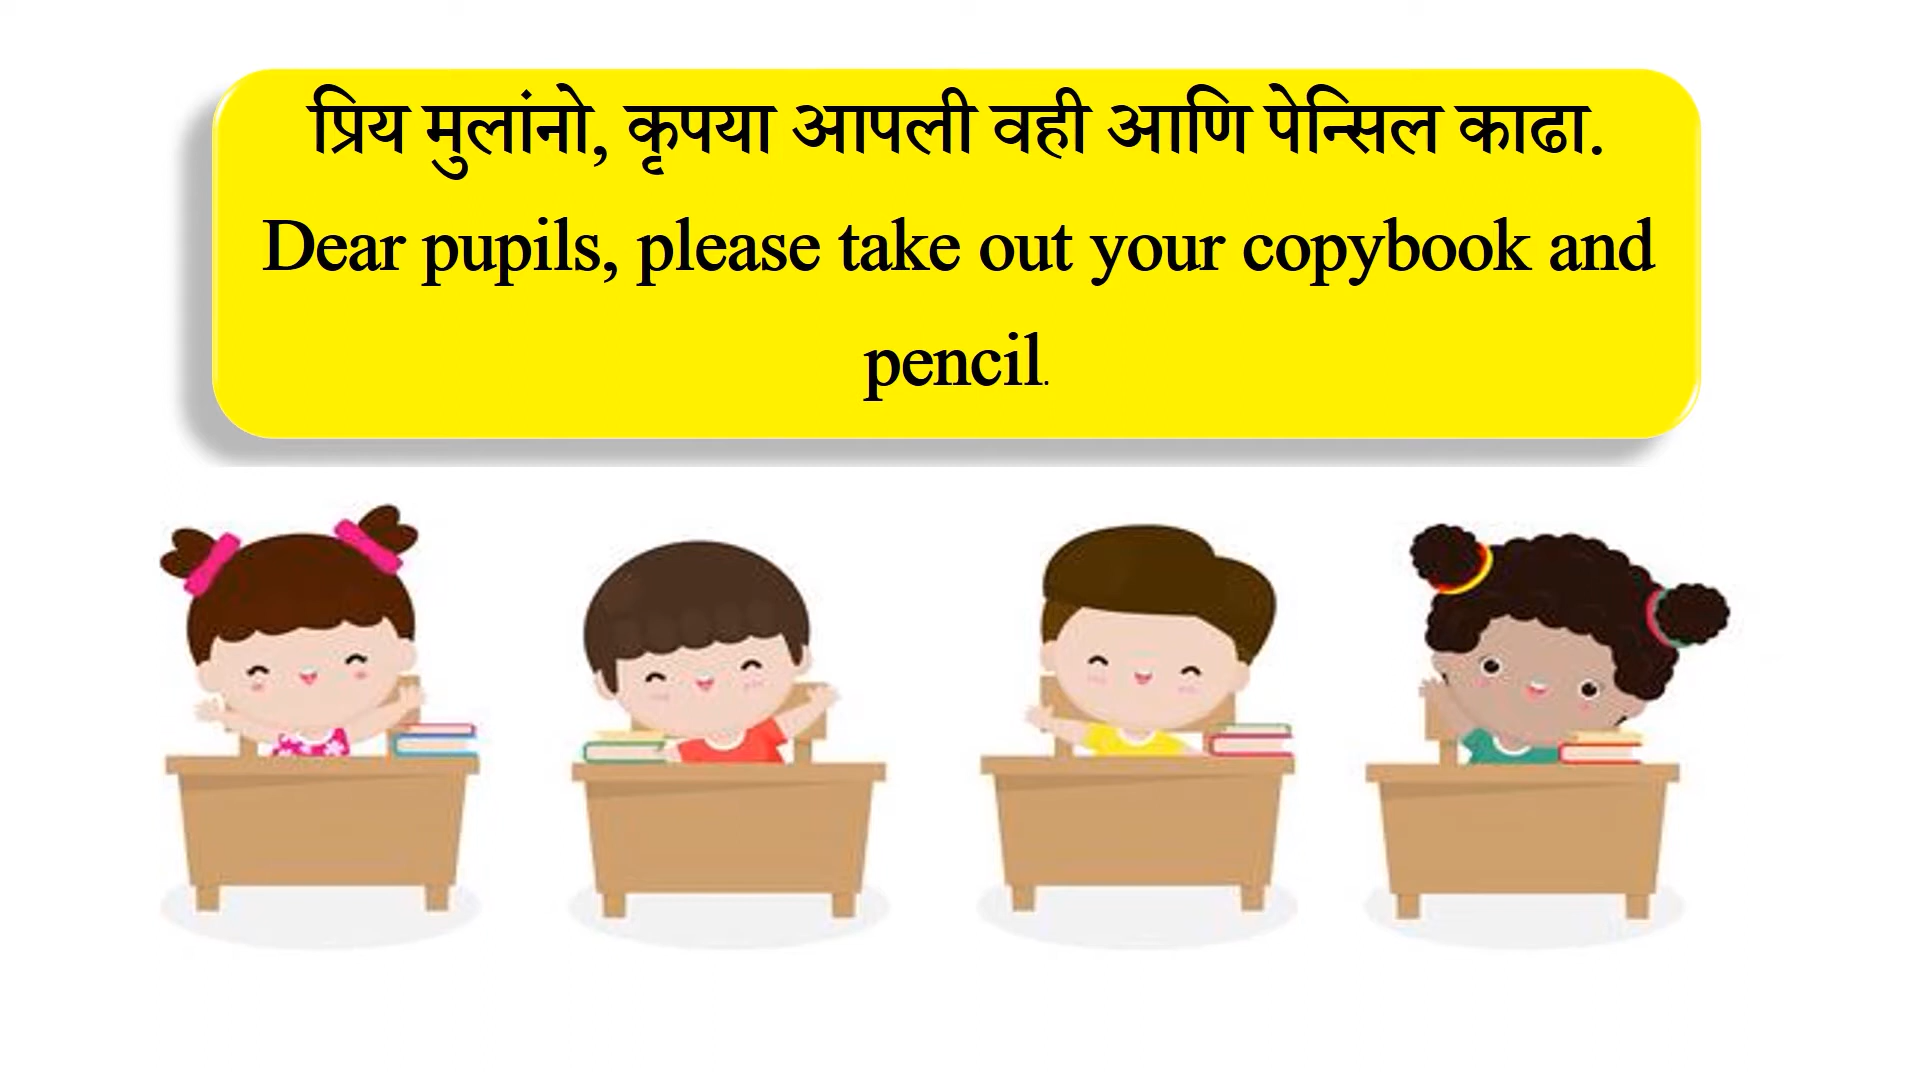 प्रिय मुलांनो, कृपया आपली वही आणि पेन्सिल काढा.
Dear pupils, please take out your copybook and
pencil.